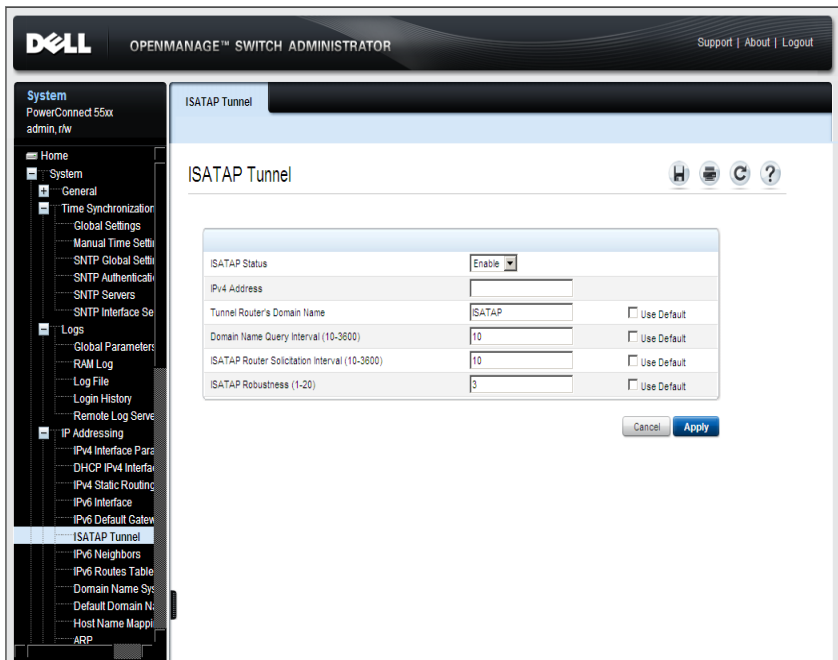 DELL
OPENMANAGE™ SWITCH ADMINISTRATOR
Support | About | Logout
System
PowerConnect 55xx
admin, r/w
ISATAP Tunnel
Home
System
General
Time Synchronization
Global Settings
Manual Time Settin
SNTP Global Settin
SNTP Authenticatio
SNTP Servers
SNTP Interface Se
Logs
Global Parameters
RAM Log
Log File
Login History
Remote Log Serve
IP Addressing
IPv4 Interface Para
DHCP IPv4 Interfac
IPv4 Static Routing
IPv6 Interface
IPv6 Default Gatew
ISATAP Tunnel
IPv6 Neighbors
IPv6 Routes Table
Domain Name Sys
Default Domain Na
Host Name Mappi
ARP
ISATAP Tunnel
ISATAP Status Enable
IPv4 Address
Tunnel Router's Domain Name ISATAP Use Default
Domain Name Query Interval (10-3600) 10 Use Default
ISATAP Router Solicitation Interval (10-3600) 10 Use Default
ISATAP Robustness (1-20) 3 Use Default
Cancel Apply